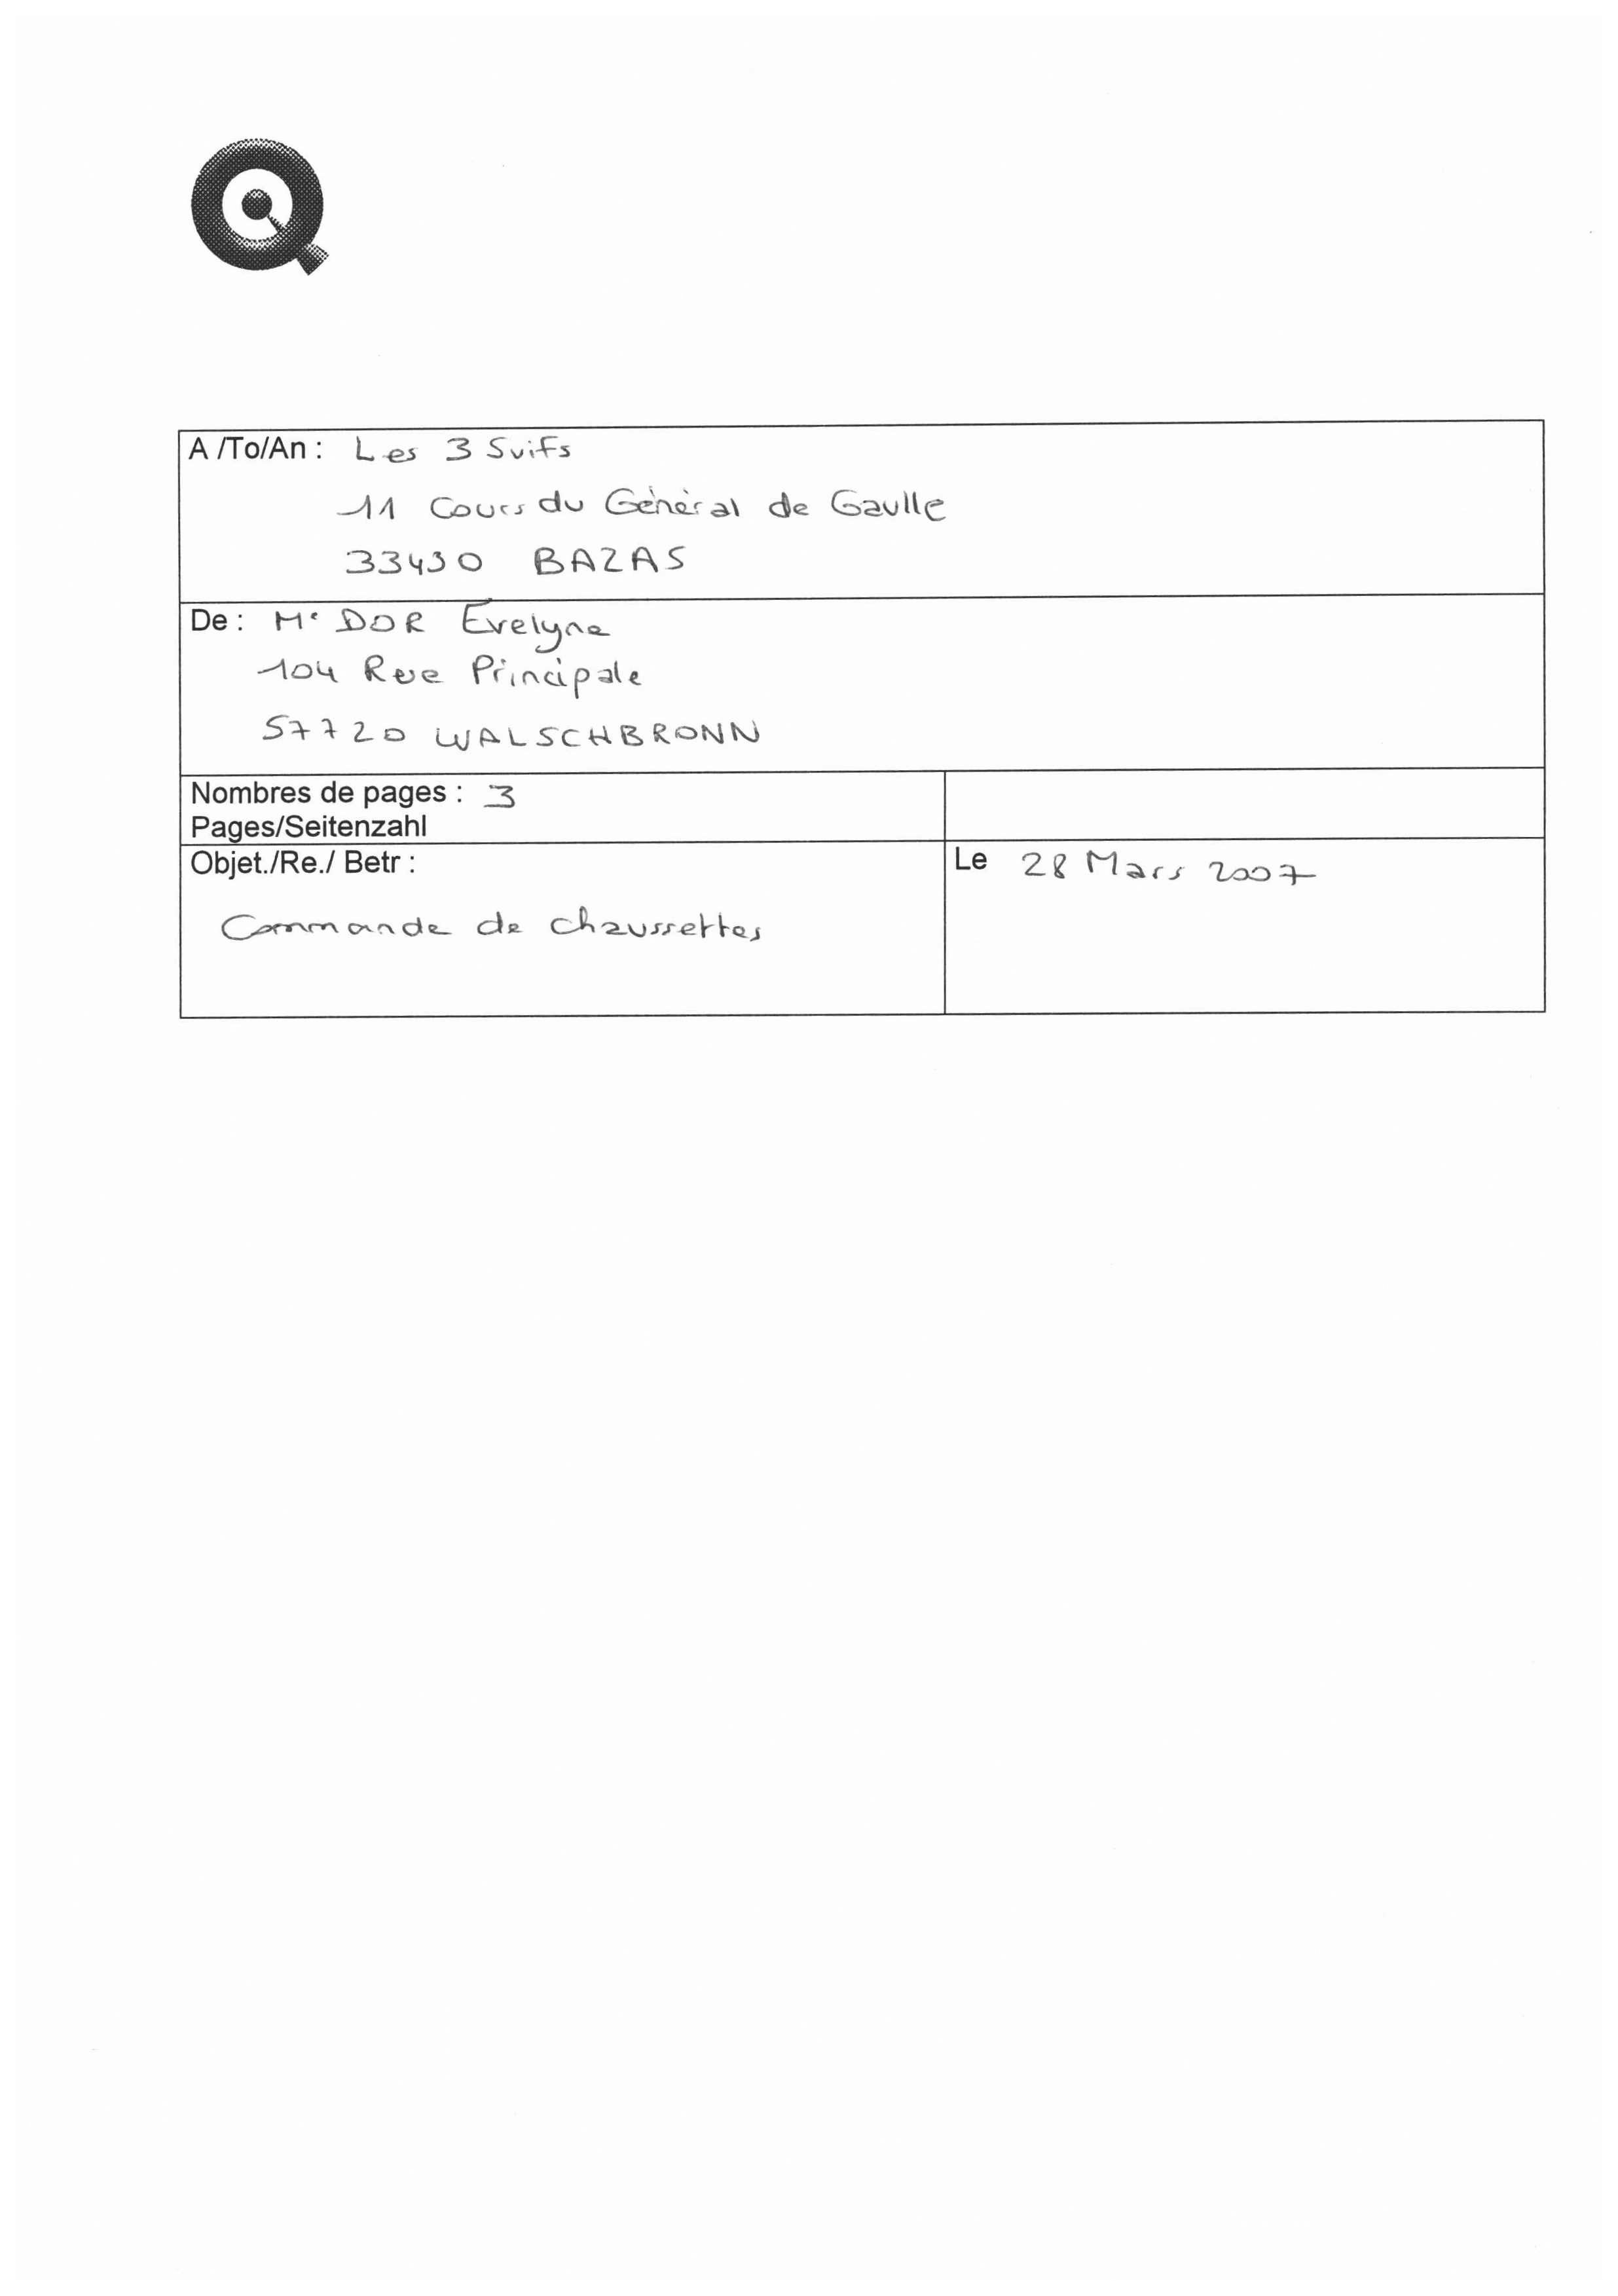 A /To/An : Les 3 Suifs
11 Cours du Général de Gaulle
33430 BAZAS
De : Me DOR Evelyne
104 Rue Principale
57720 WALSCHBRONN
Nombres de pages : 3
Pages/Seitenzahl
Objet./Re./ Betr :
Le 28 Mars 2007
Commande de chaussettes